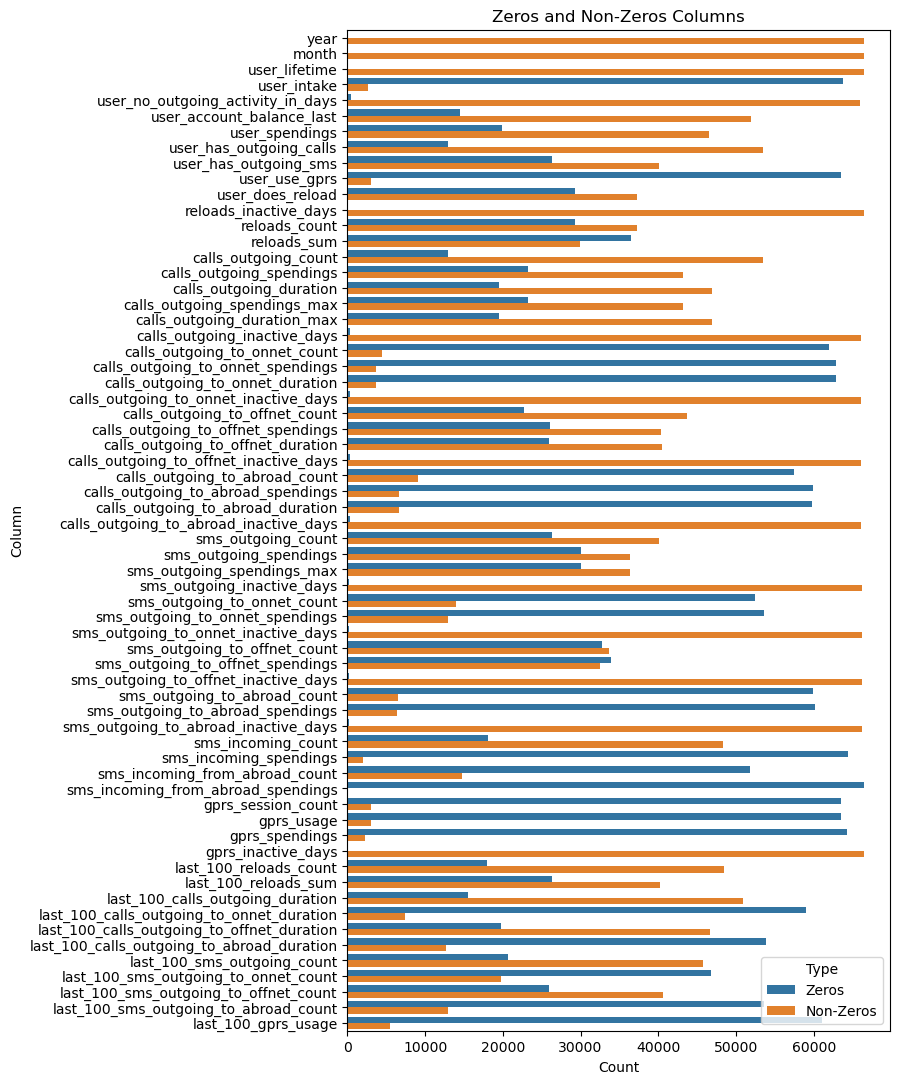 Zeros and Non-Zeros Columns
year
month
user_lifetime
user_intake
user_no_outgoing_activity_in_days
user_account_balance_last
user_spendings
user_has_outgoing_calls
user_has_outgoing_sms
user_use_gprs
user_does_reload
reloads_inactive_days
reloads_count
reloads_sum
calls_outgoing_count
calls_outgoing_spendings
calls_outgoing_duration
calls_outgoing_spendings_max
calls_outgoing_duration_max
calls_outgoing_inactive_days
calls_outgoing_to_onnet_count
calls_outgoing_to_onnet_spendings
calls_outgoing_to_onnet_duration
calls_outgoing_to_onnet_inactive_days
calls_outgoing_to_offnet_count
calls_outgoing_to_offnet_spendings
calls_outgoing_to_offnet_duration
calls_outgoing_to_offnet_inactive_days
calls_outgoing_to_abroad_count
calls_outgoing_to_abroad_spendings
calls_outgoing_to_abroad_duration
calls_outgoing_to_abroad_inactive_days
sms_outgoing_count
sms_outgoing_spendings
sms_outgoing_spendings_max
sms_outgoing_inactive_days
sms_outgoing_to_onnet_count
sms_outgoing_to_onnet_spendings
sms_outgoing_to_onnet_inactive_days
sms_outgoing_to_offnet_count
sms_outgoing_to_offnet_spendings
sms_outgoing_to_offnet_inactive_days
sms_outgoing_to_abroad_count
sms_outgoing_to_abroad_spendings
sms_outgoing_to_abroad_inactive_days
sms_incoming_count
sms_incoming_spendings
sms_incoming_from_abroad_count
sms_incoming_from_abroad_spendings
gprs_session_count
gprs_usage
gprs_spendings
gprs_inactive_days
last_100_reloads_count
last_100_reloads_sum
last_100_calls_outgoing_duration
last_100_calls_outgoing_to_onnet_duration
last_100_calls_outgoing_to_offnet_duration
last_100_calls_outgoing_to_abroad_duration
last_100_sms_outgoing_count
last_100_sms_outgoing_to_onnet_count
last_100_sms_outgoing_to_offnet_count
last_100_sms_outgoing_to_abroad_count
last_100_gprs_usage
Column
Type
Zeros
Non-Zeros
0 10000 20000 30000 40000 50000 60000
Count